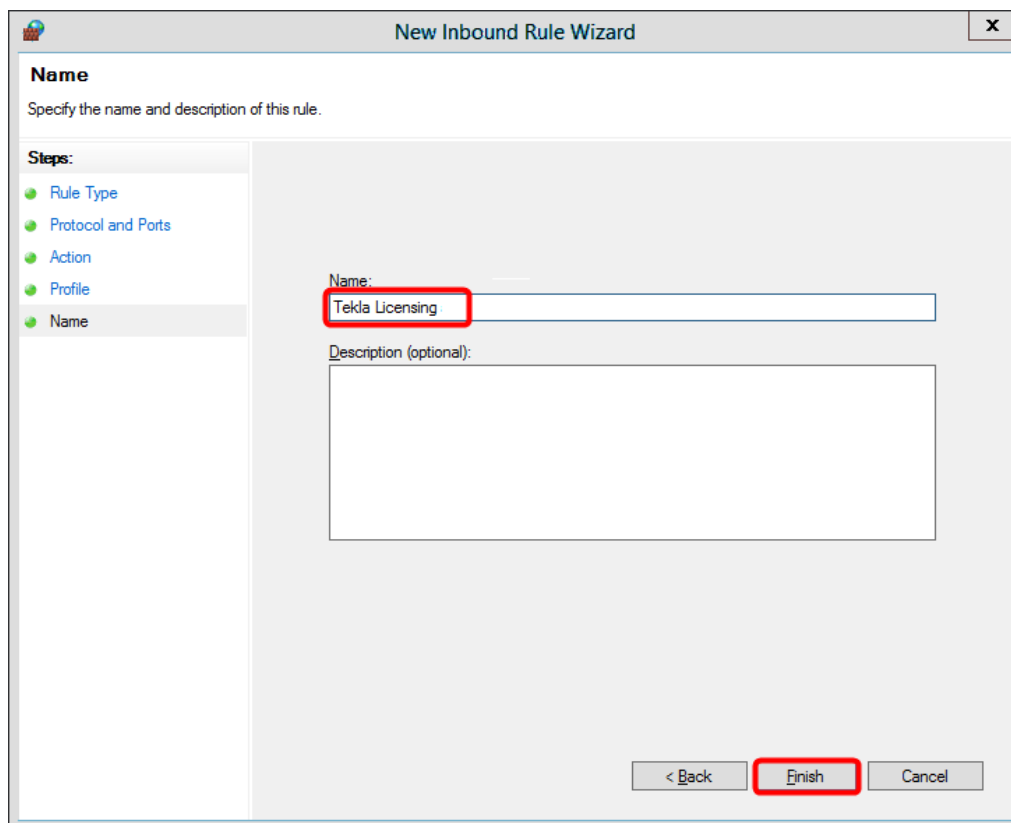 New Inbound Rule Wizard
x
Name
Specify the name and description of this rule.
Steps:
Rule Type
Protocol and Ports
Action
Profile
Name
Name:
Tekla Licensing
Description (optional):
< Back
Finish
Cancel